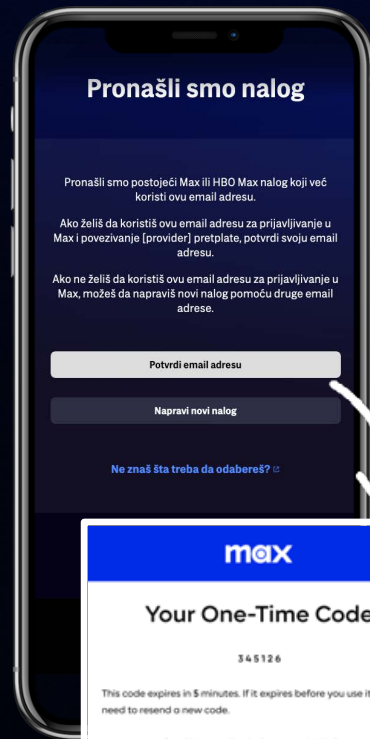 Pronašli smo nalog
Pronašli smo postojeći Max ili HBO Max nalog koji već
koristi ovu email adresu.
Ako želiš da koristiš ovu email adresu za prijavljivanje u
Max i povezivanje [provider] pretplate, potvrdi svoju email
adresu.
Ako ne želiš da koristiš ovu email adresu za prijavljivanje u
Max, možeš da napraviš novi nalog pomoću druge email
adrese.
Potvrdi email adresu
Napravi novi nalog
Ne znaš šta treba da odabereš?
max
Your One-Time Code
345126
This code expires in 5 minutes. If it expires before you use it
need to resend a new code.